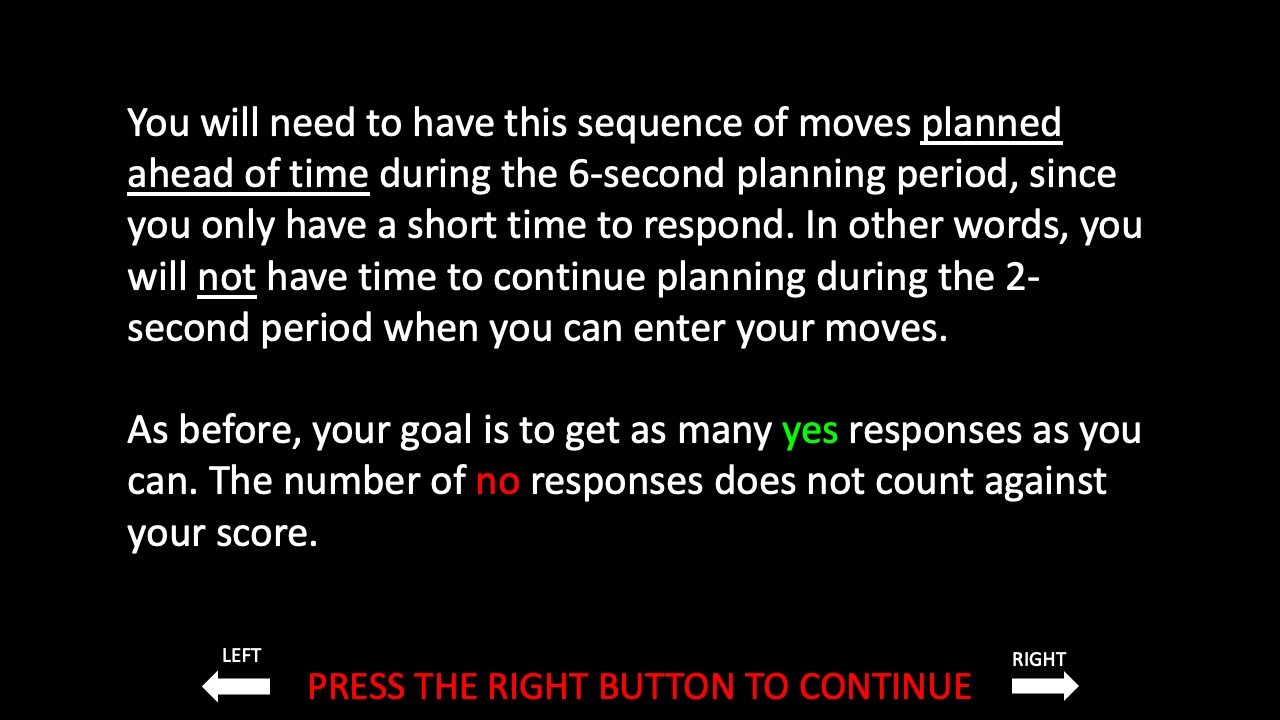 You will need to have this sequence of moves planned
ahead of time during the 6-second planning period, since
you only have a short time to respond. In other words, you
will not have time to continue planning during the 2-
second period when you can enter your moves.
As before, your goal is to get as many yes responses as you
can. The number of no responses does not count against
your score.
LEFT
PRESS THE RIGHT BUTTON TO CONTINUE
RIGHT